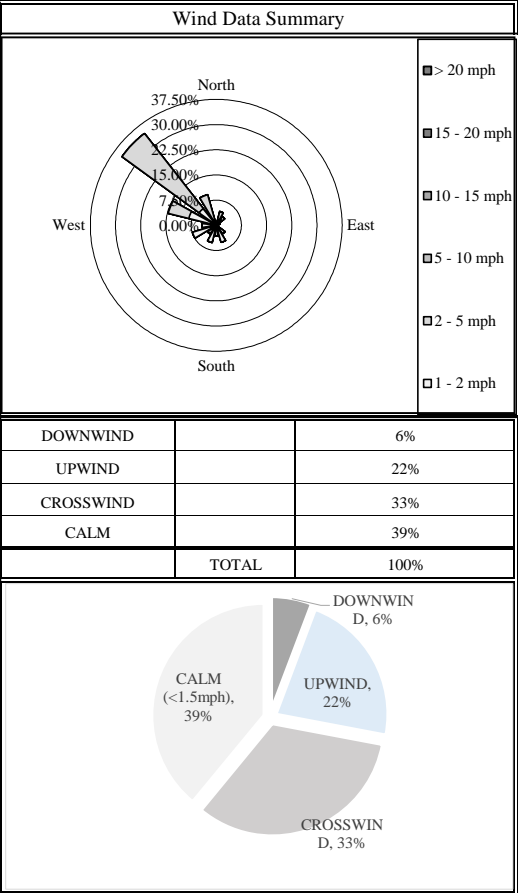 Wind Data Summary
North
37.50%
30.00%
22.50%
15.00%
7.50%
0.00%
West
East
South
> 20 mph
15 - 20 mph
10 - 15 mph
5 - 10 mph
2 - 5 mph
1 - 2 mph
DOWNWIND 6%
UPWIND 22%
CROSSWIND 33%
CALM 39%
TOTAL 100%
DOWNWIN
D, 6%
UPWIND,
22%
CROSSWIN
D, 33%
CALM
(<1.5mph),
39%